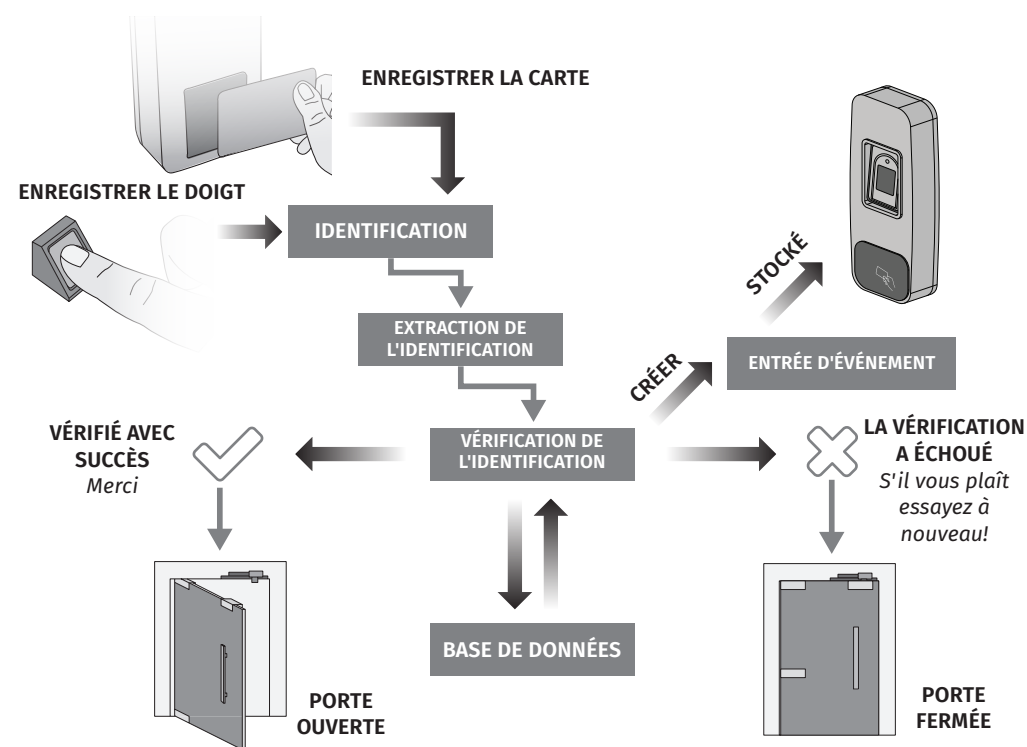 ENREGISTRER LA CARTE
ENREGISTRER LE DOIGT
IDENTIFICATION
STOCKÉ
EXTRACTION DE
L'IDENTIFICATION
CRÉER
ENTRÉE D'ÉVÉNEMENT
VÉRIFIÉ AVEC
SUCCÈS
Merci
VÉRIFICATION DE
L'IDENTIFICATION
LA VÉRIFICATION
A ÉCHOUÉ
S'il vous plaît
essayez à
nouveau!
BASE DE DONNÉES
PORTE
OUVERTE
PORTE
FERMÉE